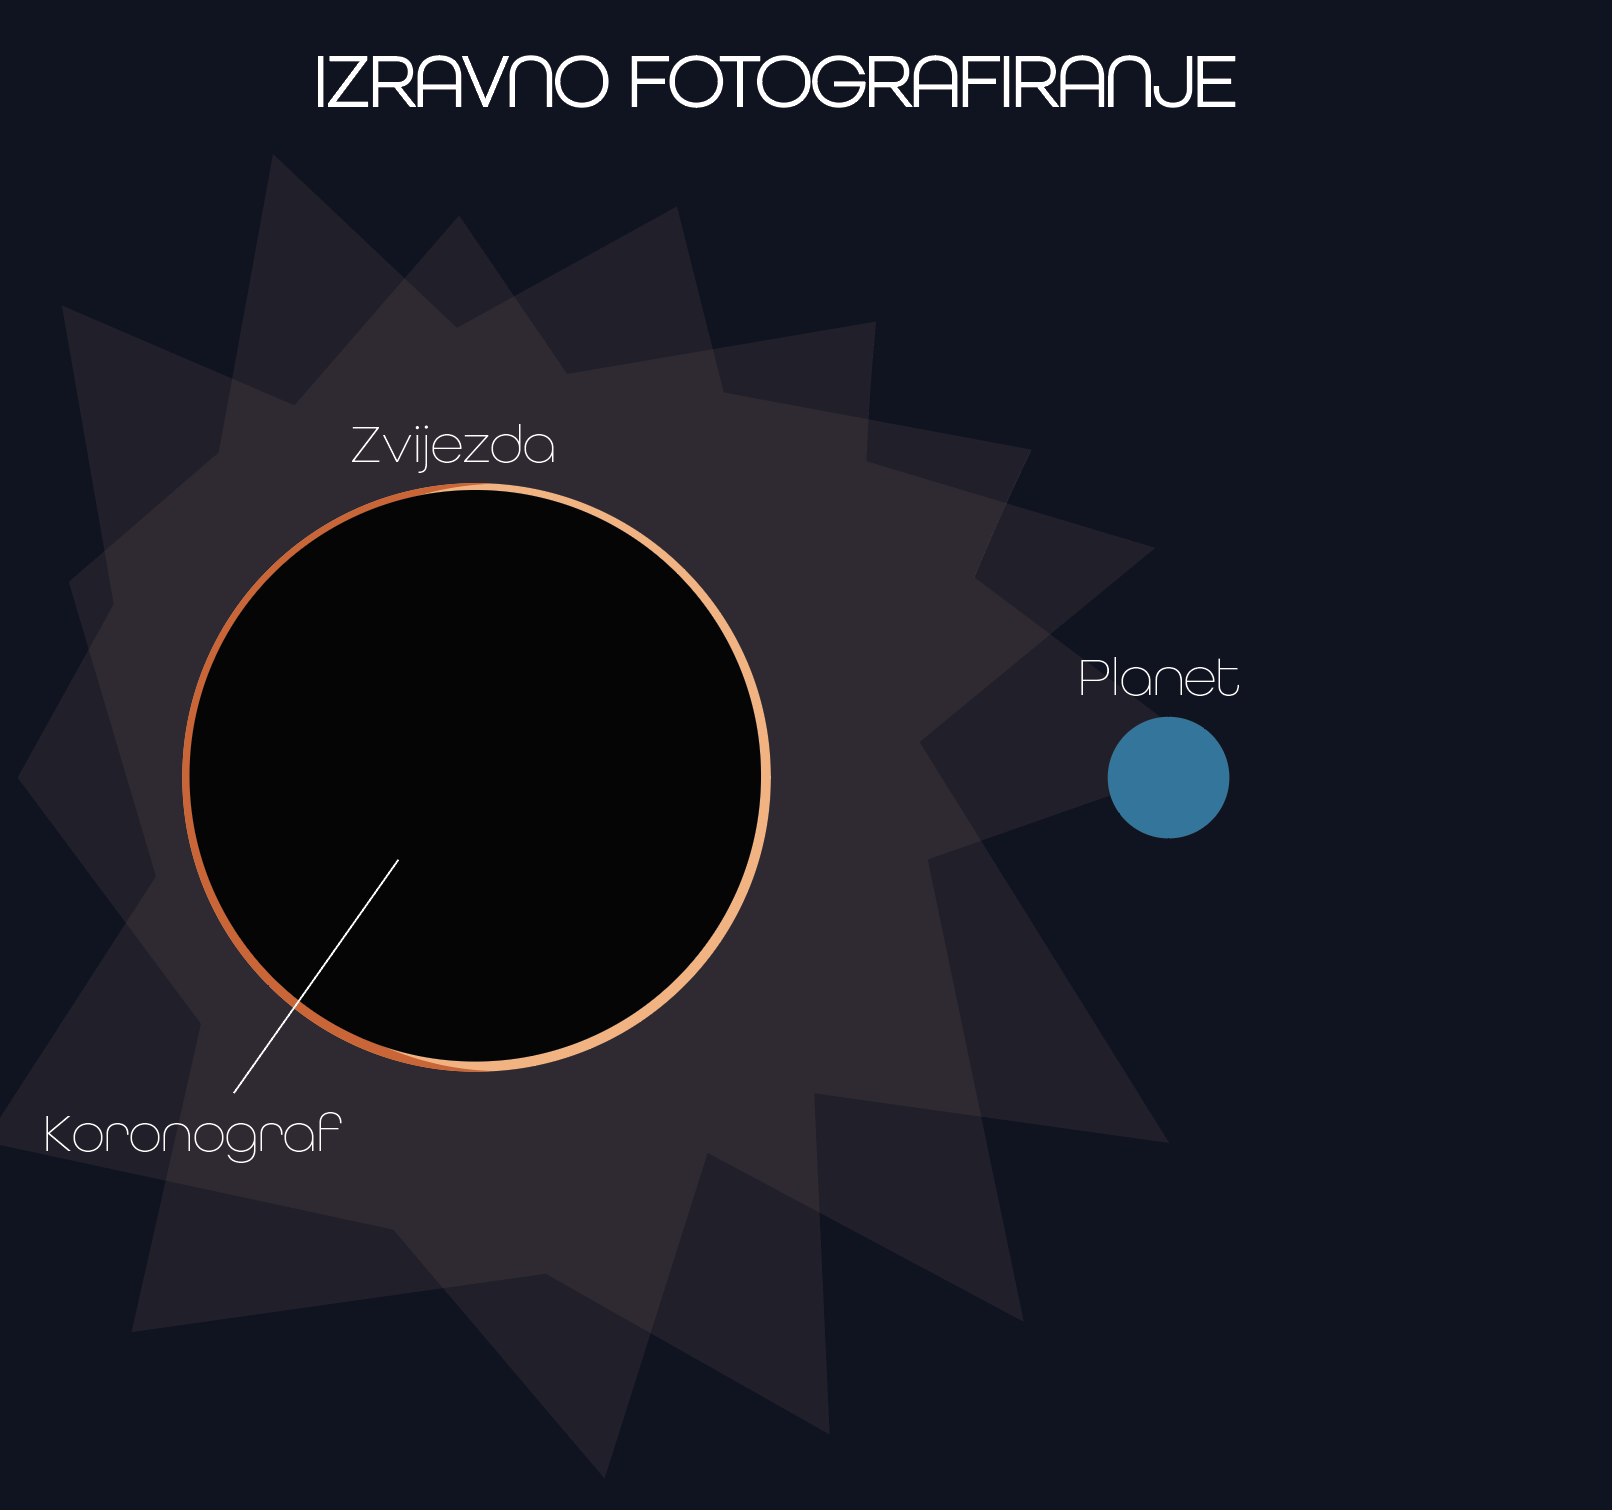 IZRAVNO FOTOGRAFIRANJE
Zvijezda
Planet
Koronograf